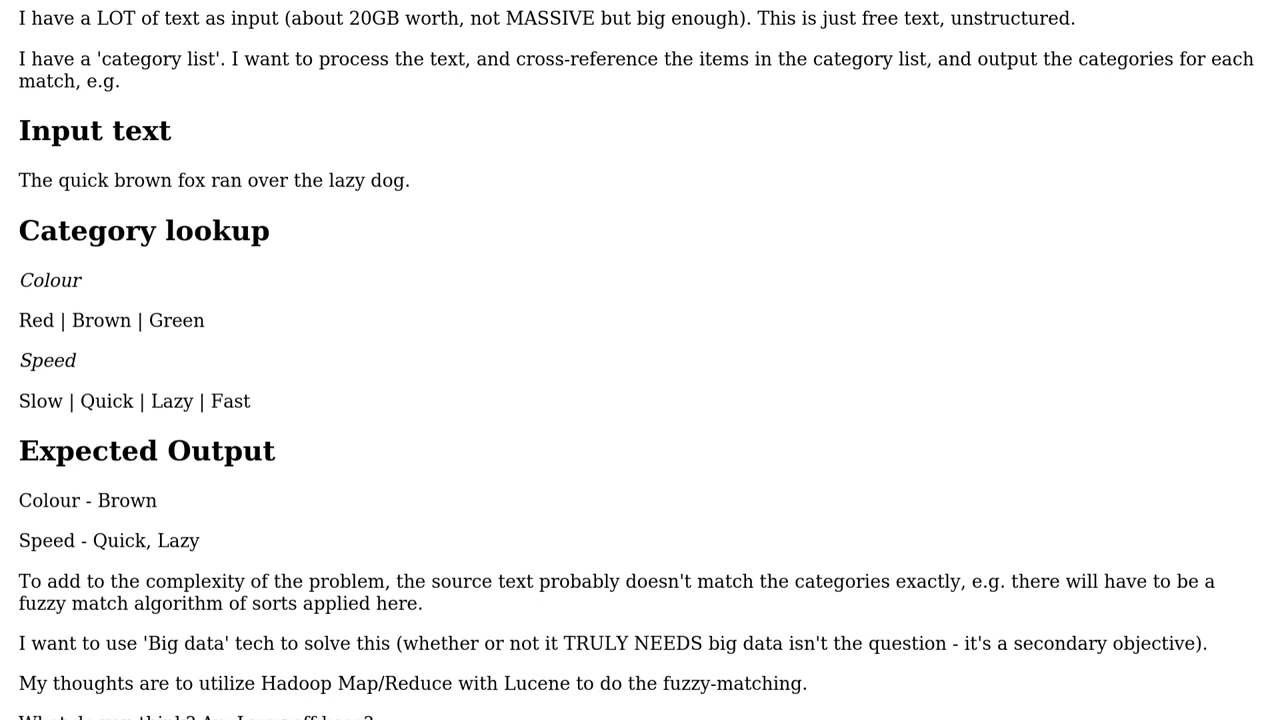 I have a LOT of text as input (about 20GB worth, not MASSIVE but big enough). This is just free text, unstructured.
I have a 'category list'. I want to process the text, and cross-reference the items in the category list, and output the categories for each
match, e.g.
Input text
The quick brown fox ran over the lazy dog.
Category lookup
Colour
Red | Brown | Green
Speed
Slow | Quick | Lazy | Fast
Expected Output
Colour - Brown
Speed - Quick, Lazy
To add to the complexity of the problem, the source text probably doesn't match the categories exactly, e.g. there will have to be a
fuzzy match algorithm of sorts applied here.
I want to use 'Big data' tech to solve this (whether or not it TRULY NEEDS big data isn't the question - it's a secondary objective).
My thoughts are to utilize Hadoop Map/Reduce with Lucene to do the fuzzy-matching.
What do you think? Am I